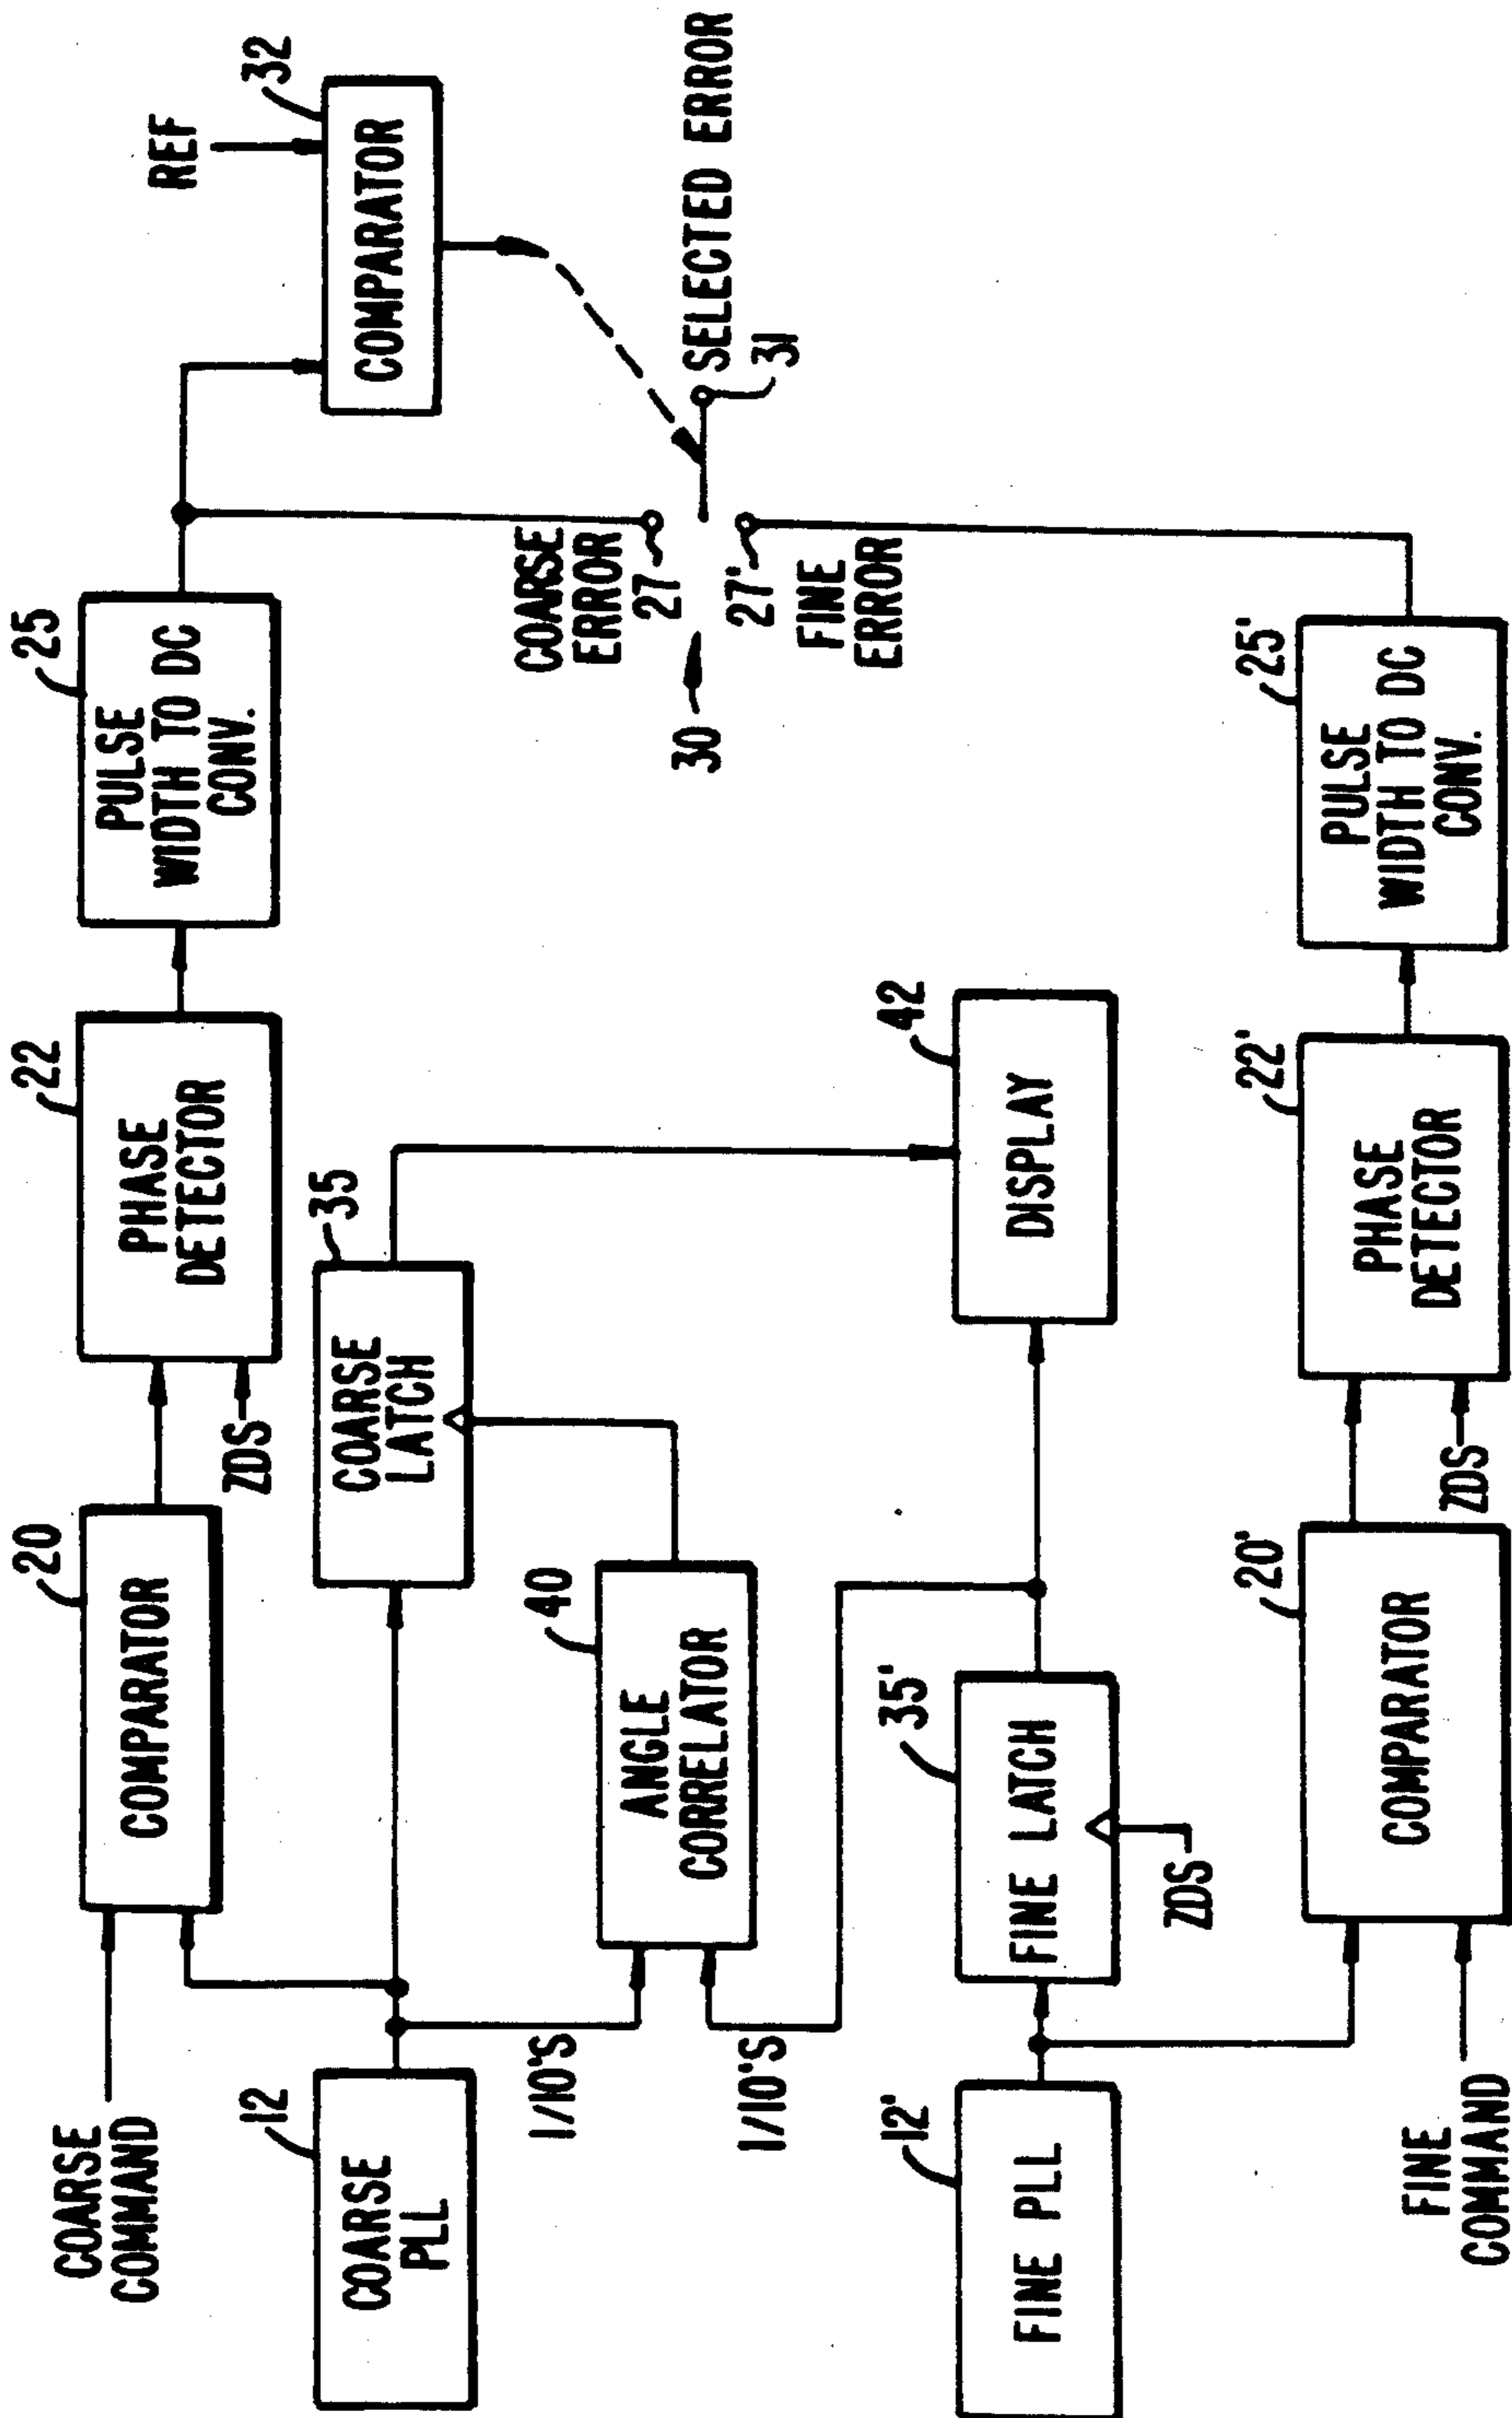 COARSE
COMMAND
20
COMPARATOR
ZDS
22
PHASE
DETECTOR
25
PULSE
WIDTH TO DC
CONV.
REF
32
COMPARATOR
12
COARSE
PLL
35
COARSE
LATCH
COARSE
ERROR
27
30
SELECTED ERROR
31
27'
FINE
ERROR
1/10'S
40
ANGLE
CORRELATOR
1/10'S
12'
FINE PLL
35'
FINE LATCH
ZDS
42
DISPLAY
FINE
COMMAND
20'
COMPARATOR
ZDS
22'
PHASE
DETECTOR
25'
PULSE
WIDTH TO DC
CONV.